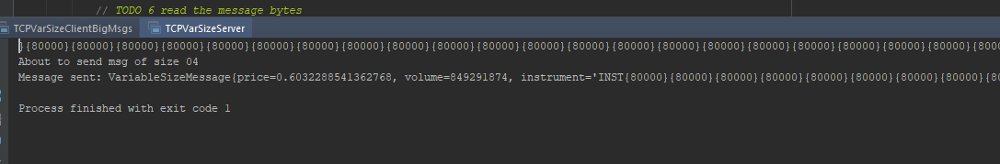 // TODO 6 read the message bytes
TCPVarSizeClientBigMsgs TCPVarSizeServer
}{80000}{80000}{80000}{80000}{80000}{80000}{80000}{80000}{80000}{80000}{80000}{80000}{80000}{80000}{80000}{80000}{80000}{80000}{80000}{80000}{80000}{800
About to send msg of size 04
Message sent: VariableSizeMessage{price=0.6032288541362768, volume=849291874, instrument='INST{80000}{80000}{80000}{80000}{80000}{80000}{80000}{80000}{80
Process finished with exit code 1